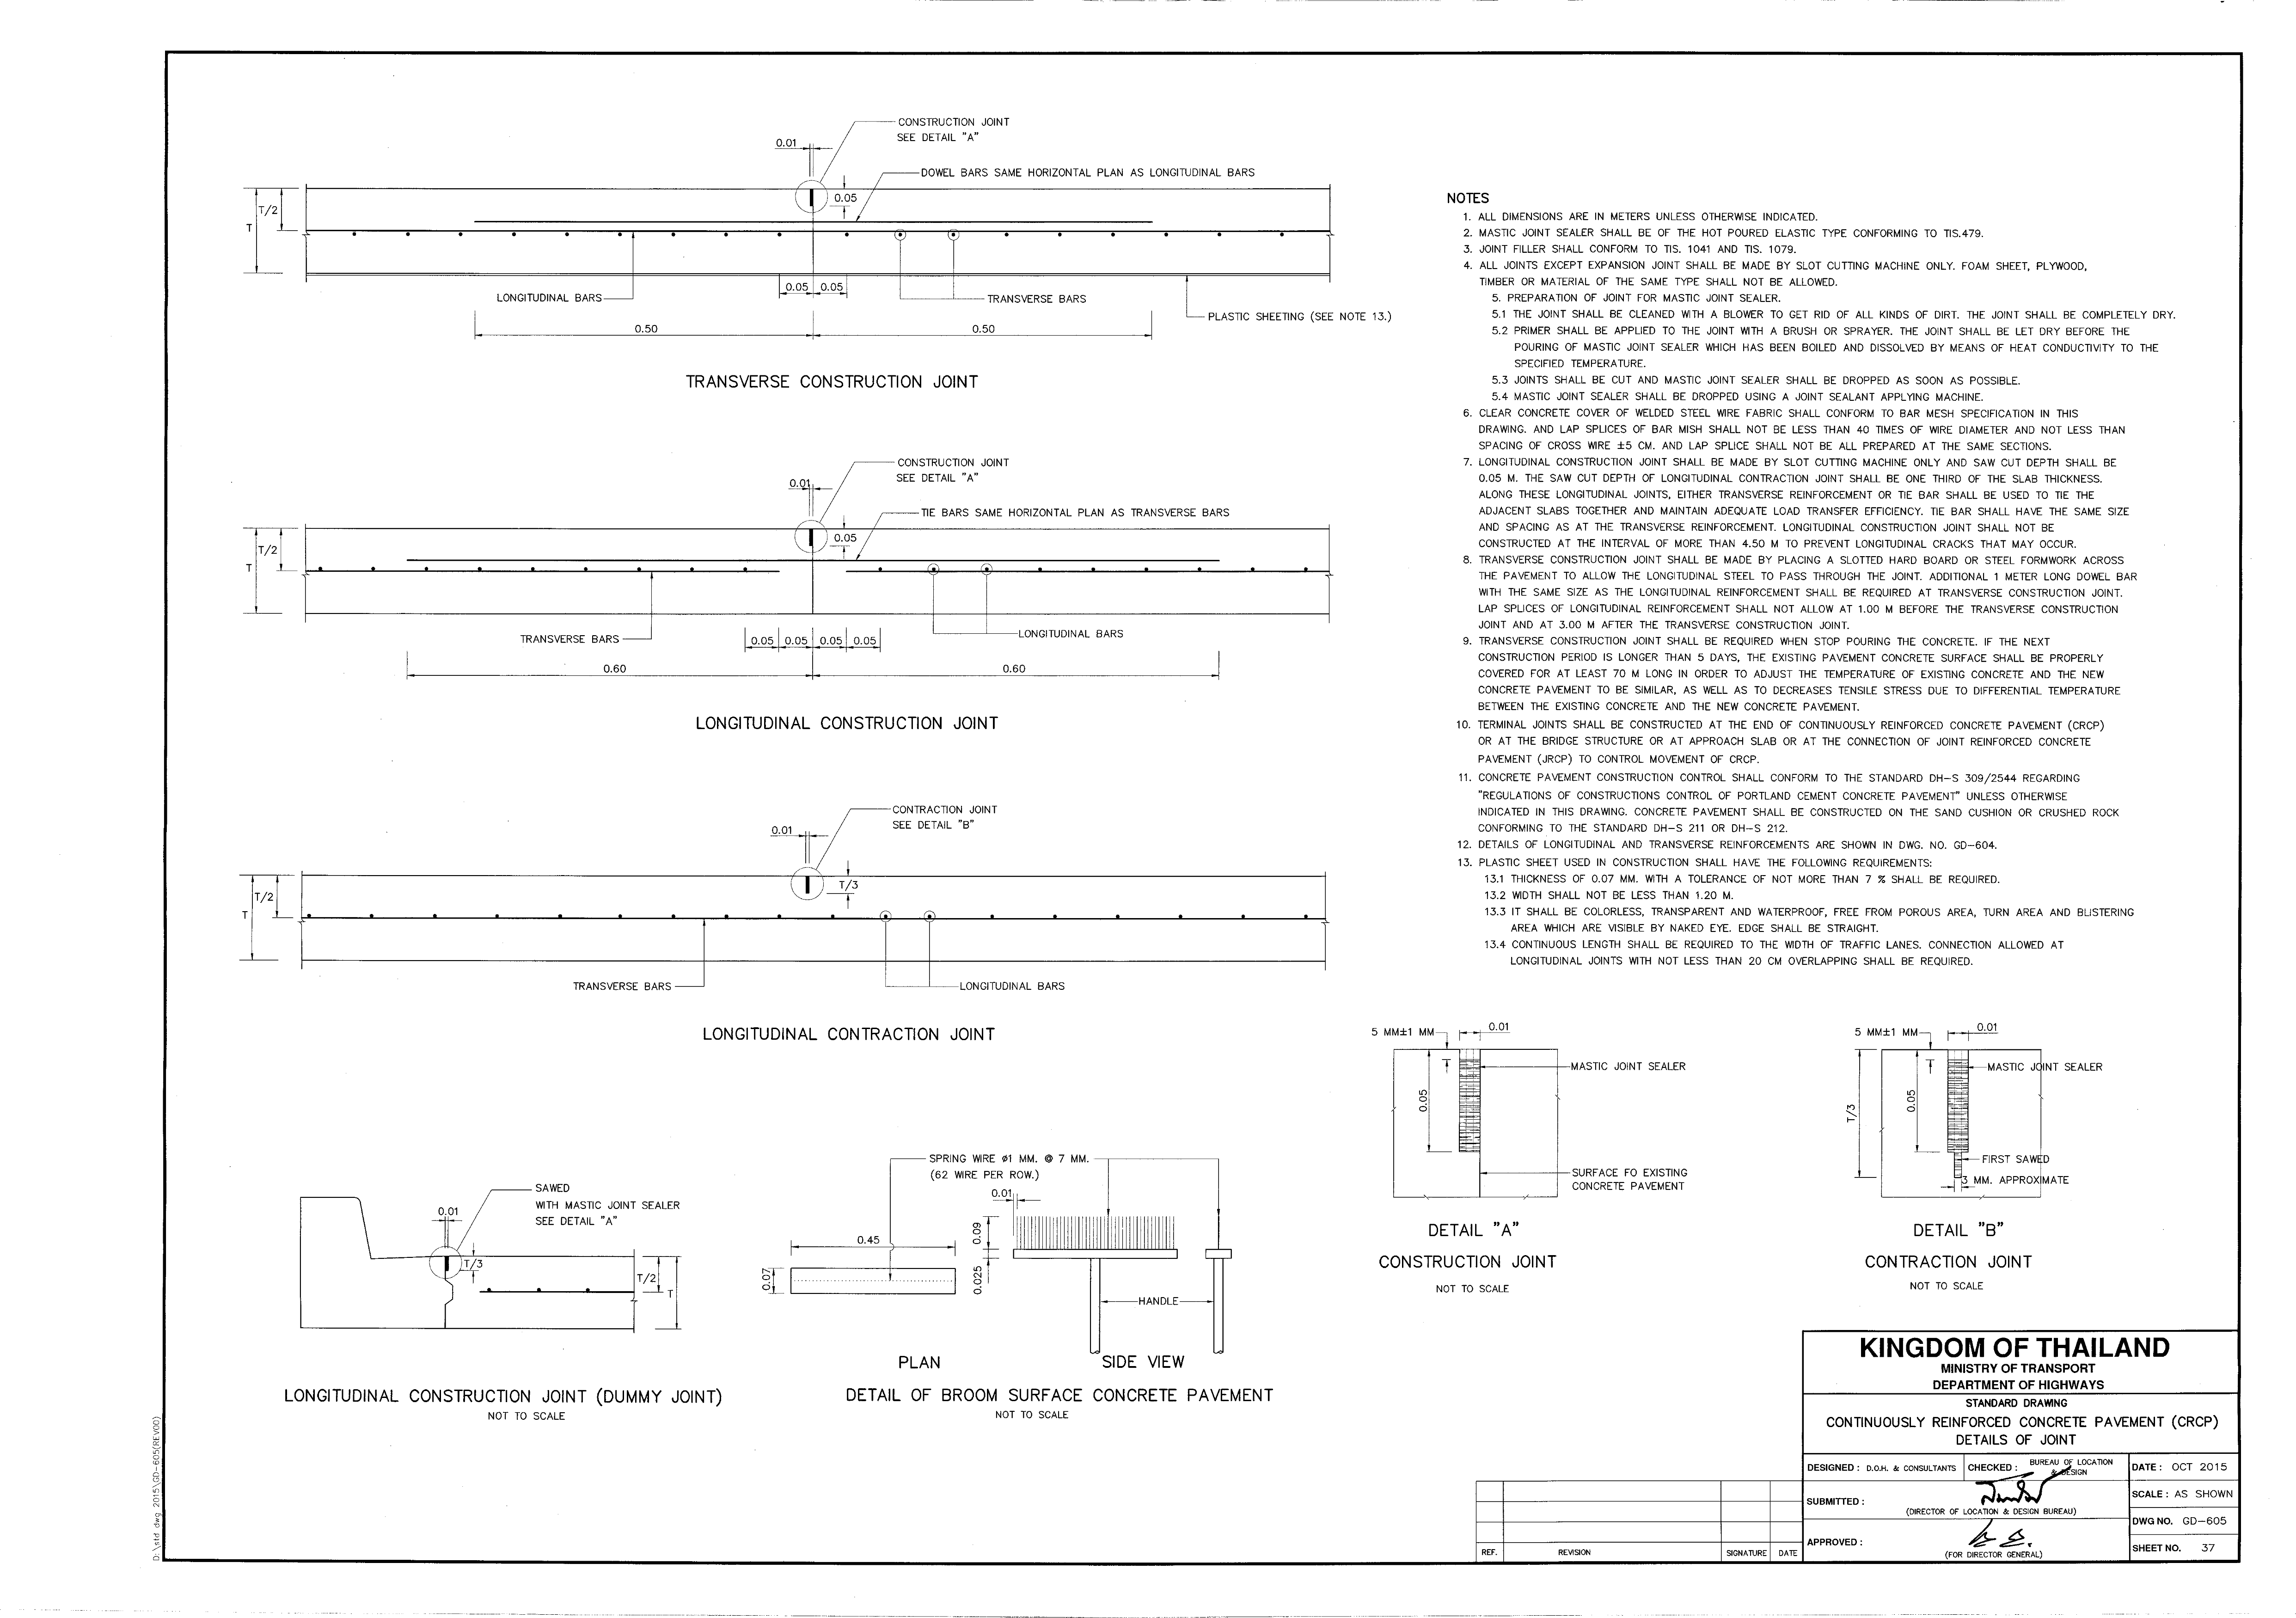 CONSTRUCTION JOINT
SEE DETAIL "A"
0.01
DOWEL BARS SAME HORIZONTAL PLAN AS LONGITUDINAL BARS
0.05
T/2
T
LONGITUDINAL BARS
0.05 0.05
TRANSVERSE BARS
PLASTIC SHEETING (SEE NOTE 13.)
0.50
0.50
TRANSVERSE CONSTRUCTION JOINT
CONSTRUCTION JOINT
SEE DETAIL "A"
0.01
TIE BARS SAME HORIZONTAL PLAN AS TRANSVERSE BARS
0.05
T/2
T
TRANSVERSE BARS
0.05 0.05 0.05 0.05
LONGITUDINAL BARS
0.60
0.60
LONGITUDINAL CONSTRUCTION JOINT
CONTRACTION JOINT
SEE DETAIL "B"
0.01
T/3
T/2
T
TRANSVERSE BARS
LONGITUDINAL BARS
LONGITUDINAL CONTRACTION JOINT
SAWED
WITH MASTIC JOINT SEALER
SEE DETAIL "A"
0.01
T/3
T/2
T
LONGITUDINAL CONSTRUCTION JOINT (DUMMY JOINT)
NOT TO SCALE
SPRING WIRE ø1 MM. @ 7 MM.
(62 WIRE PER ROW.)
0.01
0.45
0.09
0.07
0.025
HANDLE
PLAN
SIDE VIEW
DETAIL OF BROOM SURFACE CONCRETE PAVEMENT
NOT TO SCALE
NOTES
1. ALL DIMENSIONS ARE IN METERS UNLESS OTHERWISE INDICATED.
2. MASTIC JOINT SEALER SHALL BE OF THE HOT POURED ELASTIC TYPE CONFORMING TO TIS.479.
3. JOINT FILLER SHALL CONFORM TO TIS. 1041 AND TIS. 1079.
4. ALL JOINTS EXCEPT EXPANSION JOINT SHALL BE MADE BY SLOT CUTTING MACHINE ONLY. FOAM SHEET, PLYWOOD,
TIMBER OR MATERIAL OF THE SAME TYPE SHALL NOT BE ALLOWED.
5. PREPARATION OF JOINT FOR MASTIC JOINT SEALER.
5.1 THE JOINT SHALL BE CLEANED WITH A BLOWER TO GET RID OF ALL KINDS OF DIRT. THE JOINT SHALL BE COMPLETELY DRY.
5.2 PRIMER SHALL BE APPLIED TO THE JOINT WITH A BRUSH OR SPRAYER. THE JOINT SHALL BE LET DRY BEFORE THE
POURING OF MASTIC JOINT SEALER WHICH HAS BEEN BOILED AND DISSOLVED BY MEANS OF HEAT CONDUCTIVITY TO THE
SPECIFIED TEMPERATURE.
5.3 JOINTS SHALL BE CUT AND MASTIC JOINT SEALER SHALL BE DROPPED AS SOON AS POSSIBLE.
5.4 MASTIC JOINT SEALER SHALL BE DROPPED USING A JOINT SEALANT APPLYING MACHINE.
6. CLEAR CONCRETE COVER OF WELDED STEEL WIRE FABRIC SHALL CONFORM TO BAR MESH SPECIFICATION IN THIS
DRAWING. AND LAP SPLICES OF BAR MISH SHALL NOT BE LESS THAN 40 TIMES OF WIRE DIAMETER AND NOT LESS THAN
SPACING OF CROSS WIRE ±5 CM. AND LAP SPLICE SHALL NOT BE ALL PREPARED AT THE SAME SECTIONS.
7. LONGITUDINAL CONSTRUCTION JOINT SHALL BE MADE BY SLOT CUTTING MACHINE ONLY AND SAW CUT DEPTH SHALL BE
0.05 M. THE SAW CUT DEPTH OF LONGITUDINAL CONTRACTION JOINT SHALL BE ONE THIRD OF THE SLAB THICKNESS.
ALONG THESE LONGITUDINAL JOINTS, EITHER TRANSVERSE REINFORCEMENT OR TIE BAR SHALL BE USED TO TIE THE
ADJACENT SLABS TOGETHER AND MAINTAIN ADEQUATE LOAD TRANSFER EFFICIENCY. TIE BAR SHALL HAVE THE SAME SIZE
AND SPACING AS AT THE TRANSVERSE REINFORCEMENT. LONGITUDINAL CONSTRUCTION JOINT SHALL NOT BE
CONSTRUCTED AT THE INTERVAL OF MORE THAN 4.50 M TO PREVENT LONGITUDINAL CRACKS THAT MAY OCCUR.
8. TRANSVERSE CONSTRUCTION JOINT SHALL BE MADE BY PLACING A SLOTTED HARD BOARD OR STEEL FORMWORK ACROSS
THE PAVEMENT TO ALLOW THE LONGITUDINAL STEEL TO PASS THROUGH THE JOINT. ADDITIONAL 1 METER LONG DOWEL BAR
WITH THE SAME SIZE AS THE LONGITUDINAL REINFORCEMENT SHALL BE REQUIRED AT TRANSVERSE CONSTRUCTION JOINT.
LAP SPLICES OF LONGITUDINAL REINFORCEMENT SHALL NOT ALLOW AT 1.00 M BEFORE THE TRANSVERSE CONSTRUCTION
JOINT AND AT 3.00 M AFTER THE TRANSVERSE CONSTRUCTION JOINT.
9. TRANSVERSE CONSTRUCTION JOINT SHALL BE REQUIRED WHEN STOP POURING THE CONCRETE. IF THE NEXT
CONSTRUCTION PERIOD IS LONGER THAN 5 DAYS, THE EXISTING PAVEMENT CONCRETE SURFACE SHALL BE PROPERLY
COVERED FOR AT LEAST 70 M LONG IN ORDER TO ADJUST THE TEMPERATURE OF EXISTING CONCRETE AND THE NEW
CONCRETE PAVEMENT TO BE SIMILAR, AS WELL AS TO DECREASES TENSILE STRESS DUE TO DIFFERENTIAL TEMPERATURE
BETWEEN THE EXISTING CONCRETE AND THE NEW CONCRETE PAVEMENT.
10. TERMINAL JOINTS SHALL BE CONSTRUCTED AT THE END OF CONTINUOUSLY REINFORCED CONCRETE PAVEMENT (CRCP)
OR AT THE BRIDGE STRUCTURE OR AT APPROACH SLAB OR AT THE CONNECTION OF JOINT REINFORCED CONCRETE
PAVEMENT (JRCP) TO CONTROL MOVEMENT OF CRCP.
11. CONCRETE PAVEMENT CONSTRUCTION CONTROL SHALL CONFORM TO THE STANDARD DH-S 309/2544 REGARDING
"REGULATIONS OF CONSTRUCTIONS CONTROL OF PORTLAND CEMENT CONCRETE PAVEMENT" UNLESS OTHERWISE
INDICATED IN THIS DRAWING. CONCRETE PAVEMENT SHALL BE CONSTRUCTED ON THE SAND CUSHION OR CRUSHED ROCK
CONFORMING TO THE STANDARD DH-S 211 OR DH-S 212.
12. DETAILS OF LONGITUDINAL AND TRANSVERSE REINFORCEMENTS ARE SHOWN IN DWG. NO. GD-604.
13. PLASTIC SHEET USED IN CONSTRUCTION SHALL HAVE THE FOLLOWING REQUIREMENTS:
13.1 THICKNESS OF 0.07 MM. WITH A TOLERANCE OF NOT MORE THAN 7 % SHALL BE REQUIRED.
13.2 WIDTH SHALL NOT BE LESS THAN 1.20 M.
13.3 IT SHALL BE COLORLESS, TRANSPARENT AND WATERPROOF, FREE FROM POROUS AREA, TURN AREA AND BLISTERING
AREA WHICH ARE VISIBLE BY NAKED EYE. EDGE SHALL BE STRAIGHT.
13.4 CONTINUOUS LENGTH SHALL BE REQUIRED TO THE WIDTH OF TRAFFIC LANES. CONNECTION ALLOWED AT
LONGITUDINAL JOINTS WITH NOT LESS THAN 20 CM OVERLAPPING SHALL BE REQUIRED.
5 MM±1 MM
0.01
MASTIC JOINT SEALER
0.05
SURFACE FO EXISTING
CONCRETE PAVEMENT
DETAIL "A"
CONSTRUCTION JOINT
NOT TO SCALE
5 MM±1 MM
0.01
MASTIC JOINT SEALER
0.05
T/3
FIRST SAWED
3 MM. APPROXIMATE
DETAIL "B"
CONTRACTION JOINT
NOT TO SCALE
KINGDOM OF THAILAND
MINISTRY OF TRANSPORT
DEPARTMENT OF HIGHWAYS
STANDARD DRAWING
CONTINUOUSLY REINFORCED CONCRETE PAVEMENT (CRCP)
DETAILS OF JOINT
DESIGNED : D.O.H. & CONSULTANTS
CHECKED : BUREAU OF LOCATION
& DESIGN
DATE : OCT 2015
SUBMITTED :
(DIRECTOR OF LOCATION & DESIGN BUREAU)
SCALE : AS SHOWN
DWG NO. GD-605
APPROVED :
(FOR DIRECTOR GENERAL)
SHEET NO. 37
REF. REVISION SIGNATURE DATE
D:\std dwg 2015\GD-605(REV00)